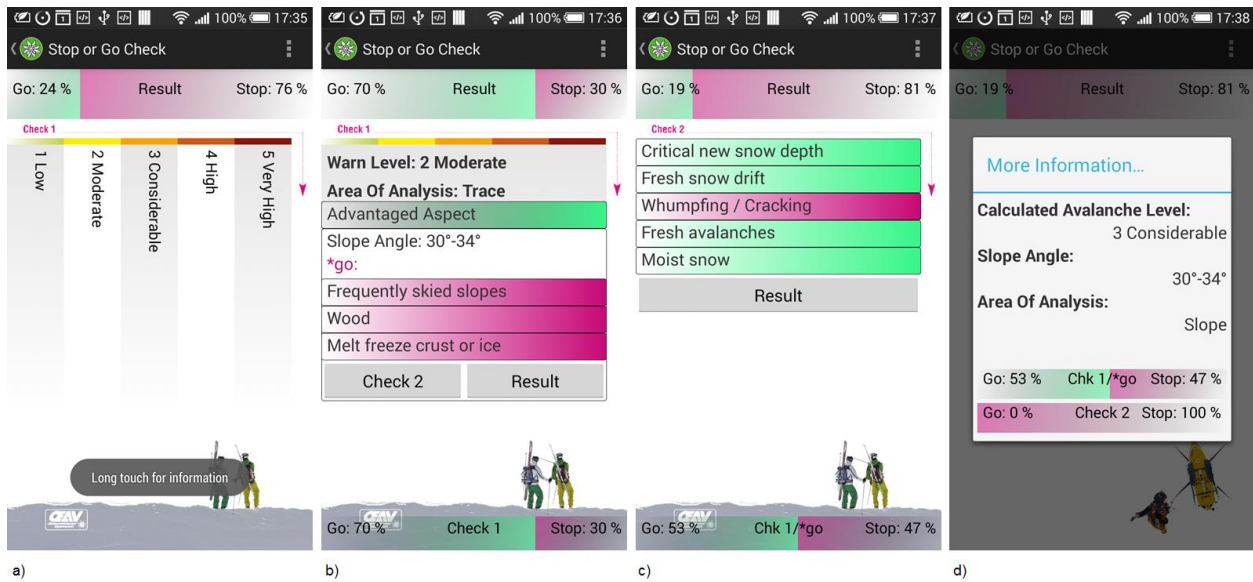 100% 17:35
Stop or Go Check
Go: 24 % Result Stop: 76 %
Check 1
1 Low
2 Moderate
3 Considerable
4 High
5 Very High
Long touch for information
a)
100% 17:36
Stop or Go Check
Go: 70 % Result Stop: 30 %
Check 1
Warn Level: 2 Moderate
Area Of Analysis: Trace
Advantaged Aspect
Slope Angle: 30°-34°
*go:
Frequently skied slopes
Wood
Melt freeze crust or ice
Check 2 Result
Go: 70 % Check 1 Stop: 30 %
b)
100% 17:37
Stop or Go Check
Go: 19 % Result Stop: 81 %
Check 2
Critical new snow depth
Fresh snow drift
Whumpfing / Cracking
Fresh avalanches
Moist snow
Result
Go: 53 % Chk 1/*go Stop: 47 %
c)
100% 17:38
Stop or Go Check
Go: 19 % Result Stop: 81 %
More Information...
Calculated Avalanche Level:
3 Considerable
Slope Angle:
30°-34°
Area Of Analysis:
Slope
Go: 53 % Chk 1/*go Stop: 47 %
Go: 0 % Check 2 Stop: 100 %
d)